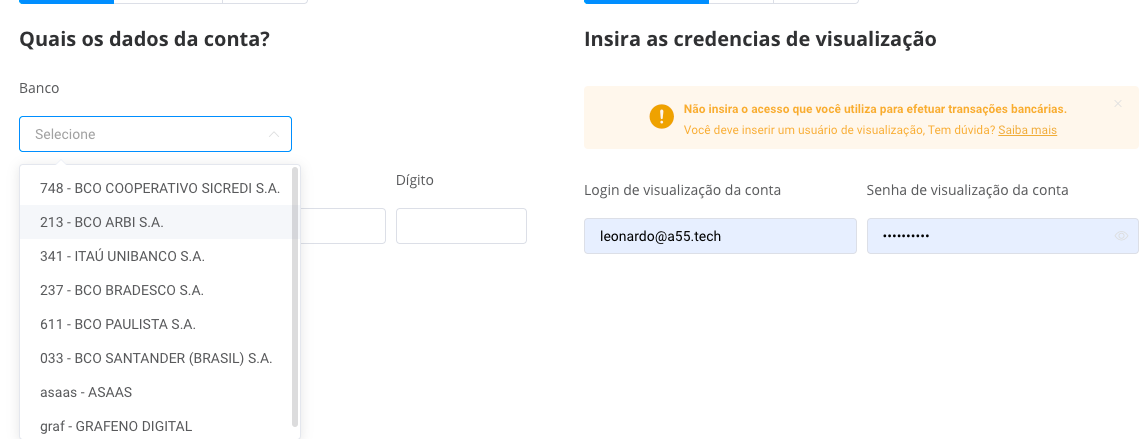 Quais os dados da conta?
Banco
Selecione
748 - BCO COOPERATIVO SICREDI S.A.
213 - BCO ARBI S.A.
341 - ITAÚ UNIBANCO S.A.
237 - BCO BRADESCO S.A.
611 - BCO PAULISTA S.A.
033 - BCO SANTANDER (BRASIL) S.A.
asaas - ASAAS
graf - GRAFENO DIGITAL
Dígito
Insira as credencias de visualização
Não insira o acesso que você utiliza para efetuar transações bancárias.
Você deve inserir um usuário de visualização, Tem dúvida? Saiba mais
Login de visualização da conta
Senha de visualização da conta
leonardo@a55.tech
••••••••••